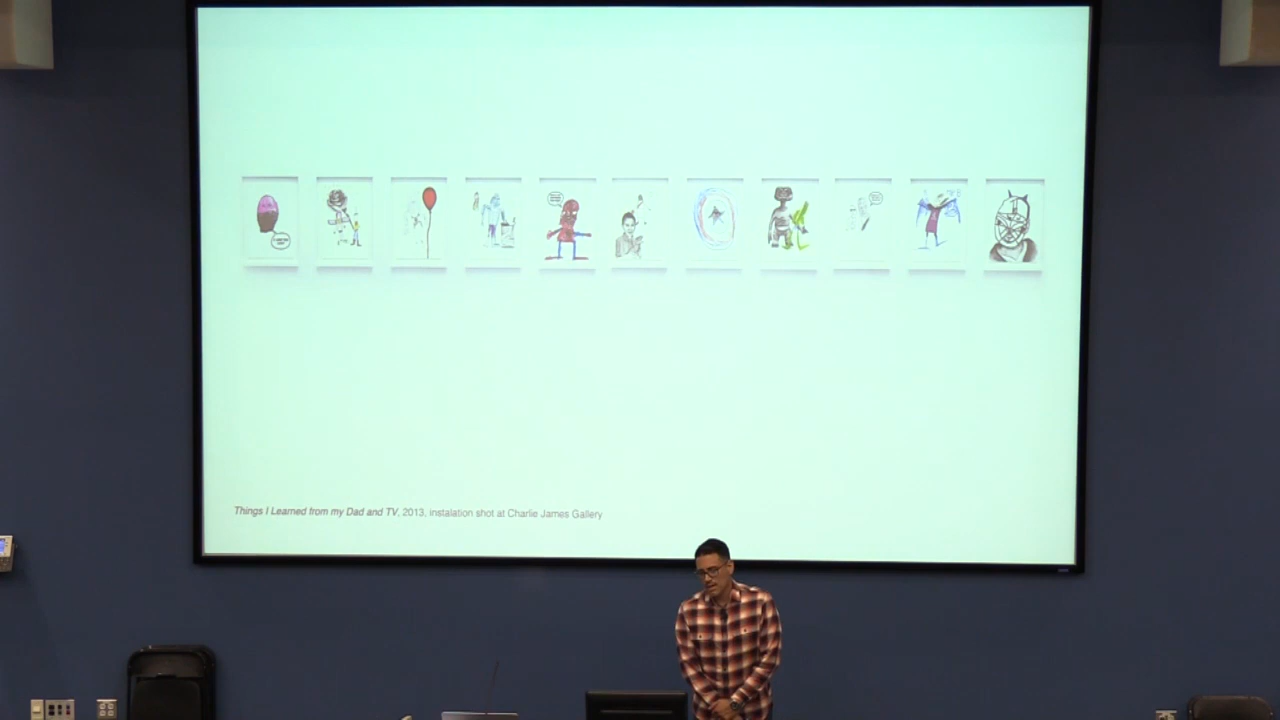 Things I Learned from my Dad and TV, 2013, instalation shot at Charlie James Gallery